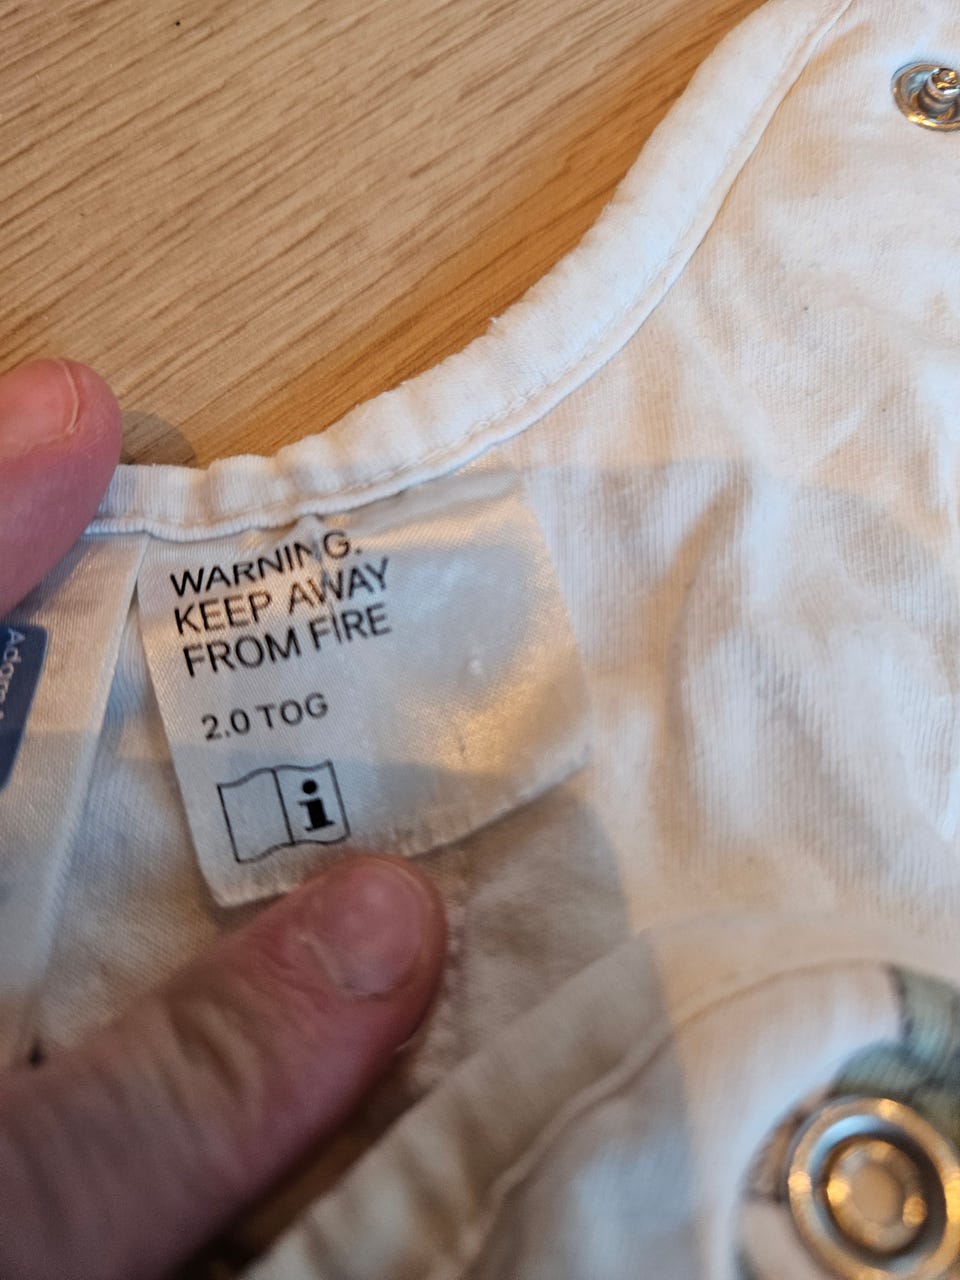 WARNING.
KEEP AWAY
FROM FIRE
2.0 TOG
i